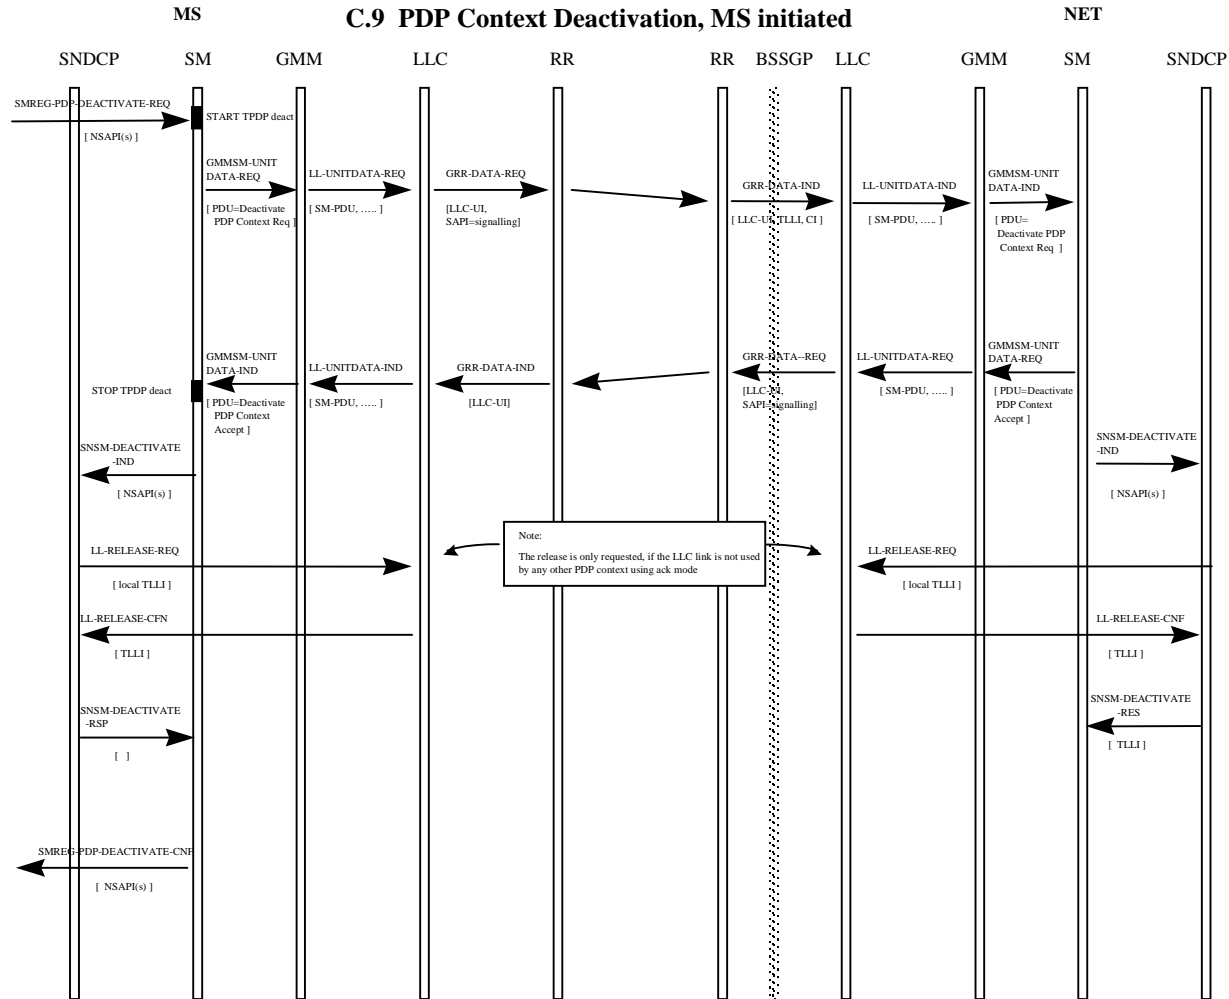 MS
C.9 PDP Context Deactivation, MS initiated
NET
SNDCP SM GMM LLC RR RR BSSGP LLC GMM SM SNDCP
SMREG-PDP-DEACTIVATE-REQ
[ NSAPI(s) ]
START TPDP deact
GMMSM-UNIT
DATA-REQ
[ PDU=Deactivate
PDP Context Req ]
LL-UNITDATA-REQ
[ SM-PDU, ….. ]
GRR-DATA-REQ
[LLC-UI,
SAPI=signalling]
GRR-DATA-IND
[ LLC-UI, TLLI, CI ]
LL-UNITDATA-IND
[ SM-PDU, ….. ]
GMMSM-UNIT
DATA-IND
[ PDU=
Deactivate PDP
Context Req ]
STOP TPDP deact
GMMSM-UNIT
DATA-IND
[ PDU=Deactivate
PDP Context
Accept ]
LL-UNITDATA-IND
[ SM-PDU, ….. ]
GRR-DATA-IND
[LLC-UI]
GRR-DATA--REQ
[LLC-UI,
SAPI=signalling]
LL-UNITDATA-REQ
[ SM-PDU, ….. ]
GMMSM-UNIT
DATA-REQ
[ PDU=Deactivate
PDP Context
Accept ]
SNSM-DEACTIVATE
-IND
[ NSAPI(s) ]
SNSM-DEACTIVATE
-IND
[ NSAPI(s) ]
LL-RELEASE-REQ
[ local TLLI ]
Note:
The release is only requested, if the LLC link is not used
by any other PDP context using ack mode
LL-RELEASE-REQ
[ local TLLI ]
LL-RELEASE-CFN
[ TLLI ]
LL-RELEASE-CNF
[ TLLI ]
SNSM-DEACTIVATE
-RSP
[ ]
SNSM-DEACTIVATE
-RES
[ TLLI ]
SMREG-PDP-DEACTIVATE-CNF
[ NSAPI(s) ]